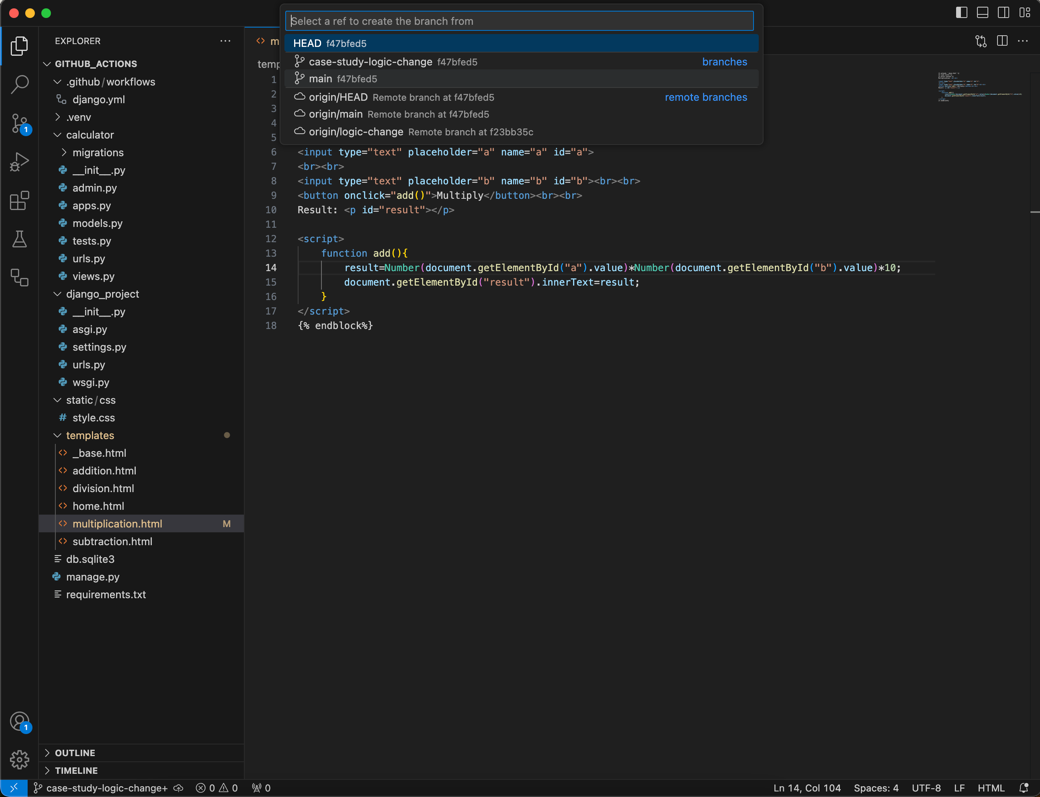 Select a ref to create the branch from
HEAD f47bfed5
case-study-logic-change f47bfed5 branches
main f47bfed5
origin/HEAD Remote branch at f47bfed5 remote branches
origin/main Remote branch at f47bfed5
origin/logic-change Remote branch at f23bb35c
EXPLORER
GITHUB_ACTIONS
.github/workflows
django.yml
.venv
calculator
migrations
__init__.py
admin.py
apps.py
models.py
tests.py
urls.py
views.py
django_project
__init__.py
asgi.py
settings.py
urls.py
wsgi.py
static/css
style.css
templates
_base.html
addition.html
division.html
home.html
multiplication.html M
subtraction.html
db.sqlite3
manage.py
requirements.txt
OUTLINE
TIMELINE
1
1
m
temp
1
2
3
4
5
6 <input type="text" placeholder="a" name="a" id="a">
7 <br><br>
8 <input type="text" placeholder="b" name="b" id="b"><br><br>
9 <button onclick="add()">Multiply</button><br><br>
10 Result: <p id="result"></p>
11
12 <script>
13 function add(){
14 result=Number(document.getElementById("a").value)*Number(document.getElementById("b").value)*10;
15 document.getElementById("result").innerText=result;
16 }
17 </script>
18 {% endblock%}
case-study-logic-change+ 0 0 0 Ln 14, Col 104 Spaces: 4 UTF-8 LF HTML